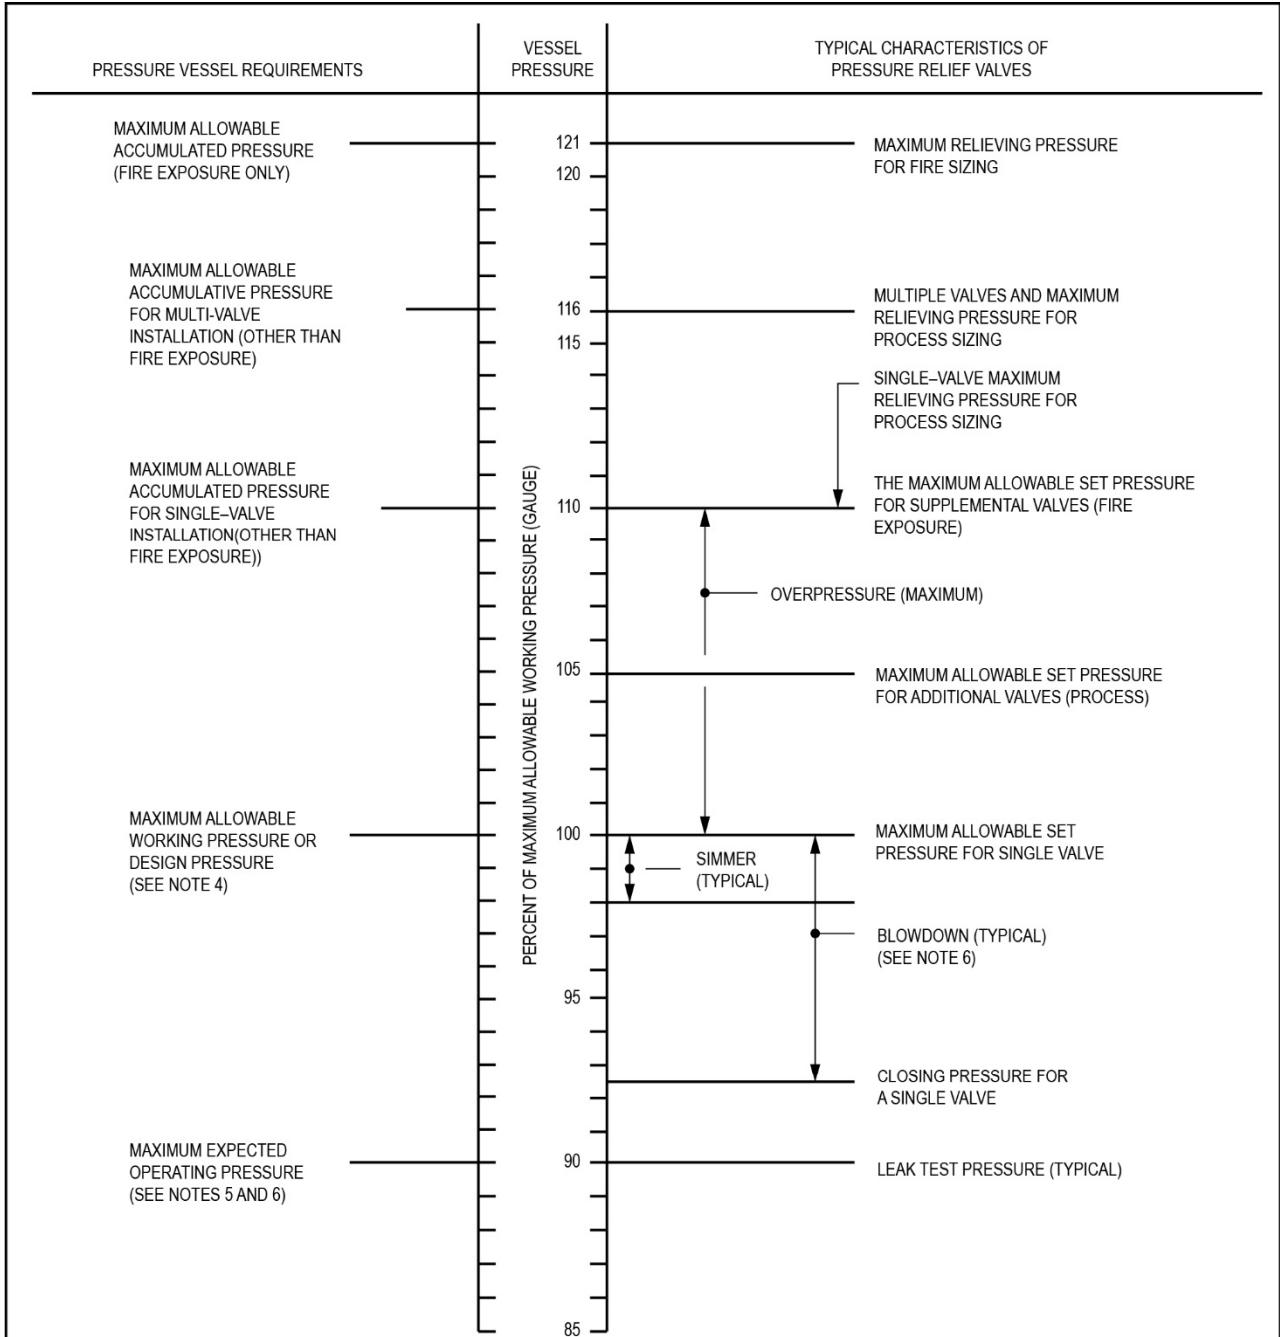 PRESSURE VESSEL REQUIREMENTS
VESSEL
PRESSURE
TYPICAL CHARACTERISTICS OF
PRESSURE RELIEF VALVES
MAXIMUM ALLOWABLE
ACCUMULATED PRESSURE
(FIRE EXPOSURE ONLY)
121
120
MAXIMUM RELIEVING PRESSURE
FOR FIRE SIZING
MAXIMUM ALLOWABLE
ACCUMULATIVE PRESSURE
FOR MULTI-VALVE
INSTALLATION (OTHER THAN
FIRE EXPOSURE)
116
115
MULTIPLE VALVES AND MAXIMUM
RELIEVING PRESSURE FOR
PROCESS SIZING
SINGLE–VALVE MAXIMUM
RELIEVING PRESSURE FOR
PROCESS SIZING
MAXIMUM ALLOWABLE
ACCUMULATED PRESSURE
FOR SINGLE–VALVE
INSTALLATION(OTHER THAN
FIRE EXPOSURE))
PERCENT OF MAXIMUM ALLOWABLE WORKING PRESSURE (GAUGE)
110
THE MAXIMUM ALLOWABLE SET PRESSURE
FOR SUPPLEMENTAL VALVES (FIRE
EXPOSURE)
OVERPRESSURE (MAXIMUM)
105
MAXIMUM ALLOWABLE SET PRESSURE
FOR ADDITIONAL VALVES (PROCESS)
MAXIMUM ALLOWABLE
WORKING PRESSURE OR
DESIGN PRESSURE
(SEE NOTE 4)
100
MAXIMUM ALLOWABLE SET
PRESSURE FOR SINGLE VALVE
SIMMER
(TYPICAL)
BLOWDOWN (TYPICAL)
(SEE NOTE 6)
95
CLOSING PRESSURE FOR
A SINGLE VALVE
MAXIMUM EXPECTED
OPERATING PRESSURE
(SEE NOTES 5 AND 6)
90
LEAK TEST PRESSURE (TYPICAL)
85